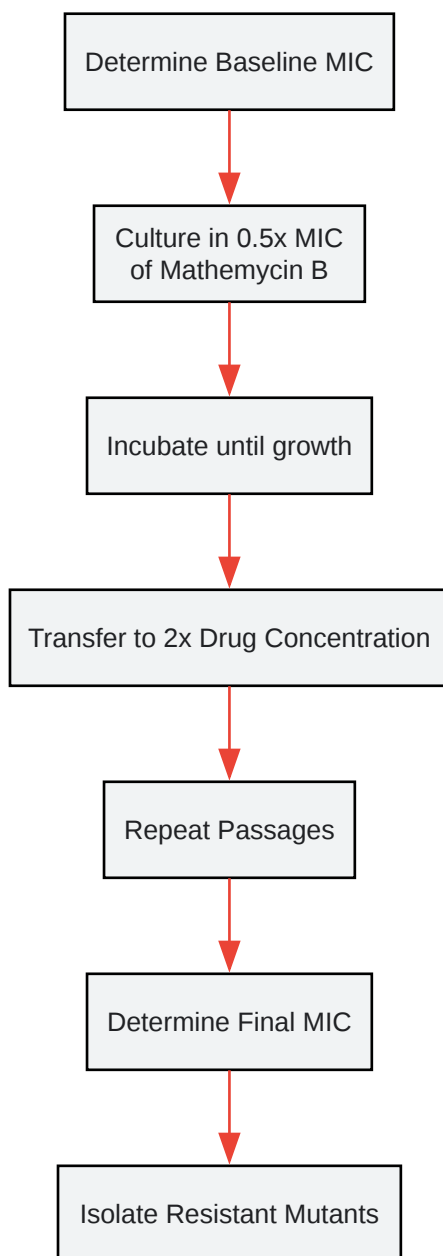 Determine Baseline MIC
Culture in 0.5x MIC
of Mathemycin B
Incubate until growth
Transfer to 2x Drug Concentration
Repeat Passages
Determine Final MIC
Isolate Resistant Mutants